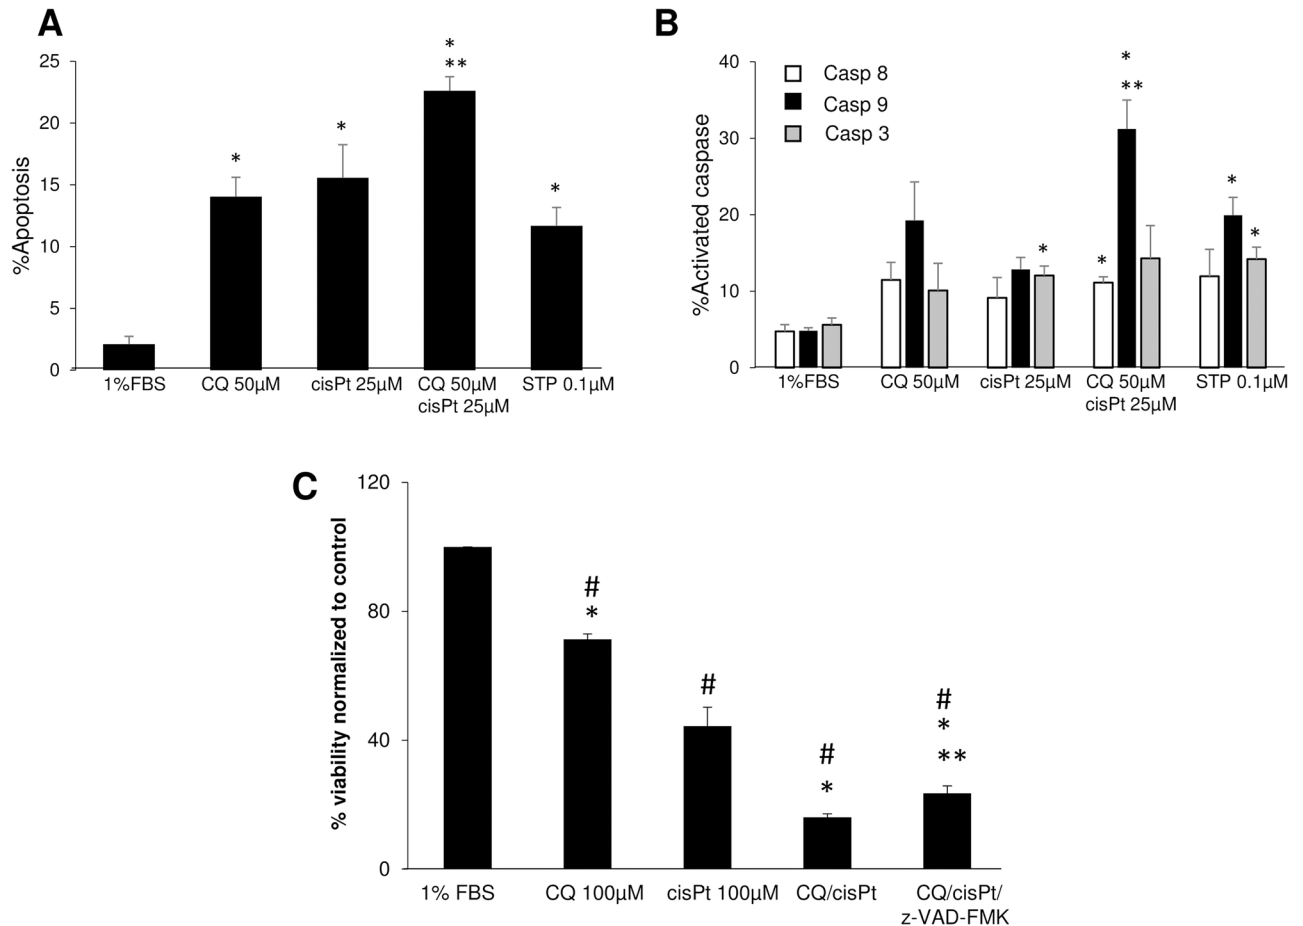 A
%Apoptosis
25
20
15
10
5
0
*
*
*
**
*
1%FBS
CQ 50µM
cisPt 25µM
CQ 50µM
cisPt 25µM
STP 0.1µM
B
%Activated caspase
40
30
20
10
0
Casp 8
Casp 9
Casp 3
*
*
*
**
*
*
1%FBS
CQ 50µM
cisPt 25µM
CQ 50µM
cisPt 25µM
STP 0.1µM
C
% viability normalized to control
120
80
40
0
#
*
#
#
*
#
*
**
1% FBS
CQ 100µM
cisPt 100µM
CQ/cisPt
CQ/cisPt/
z-VAD-FMK